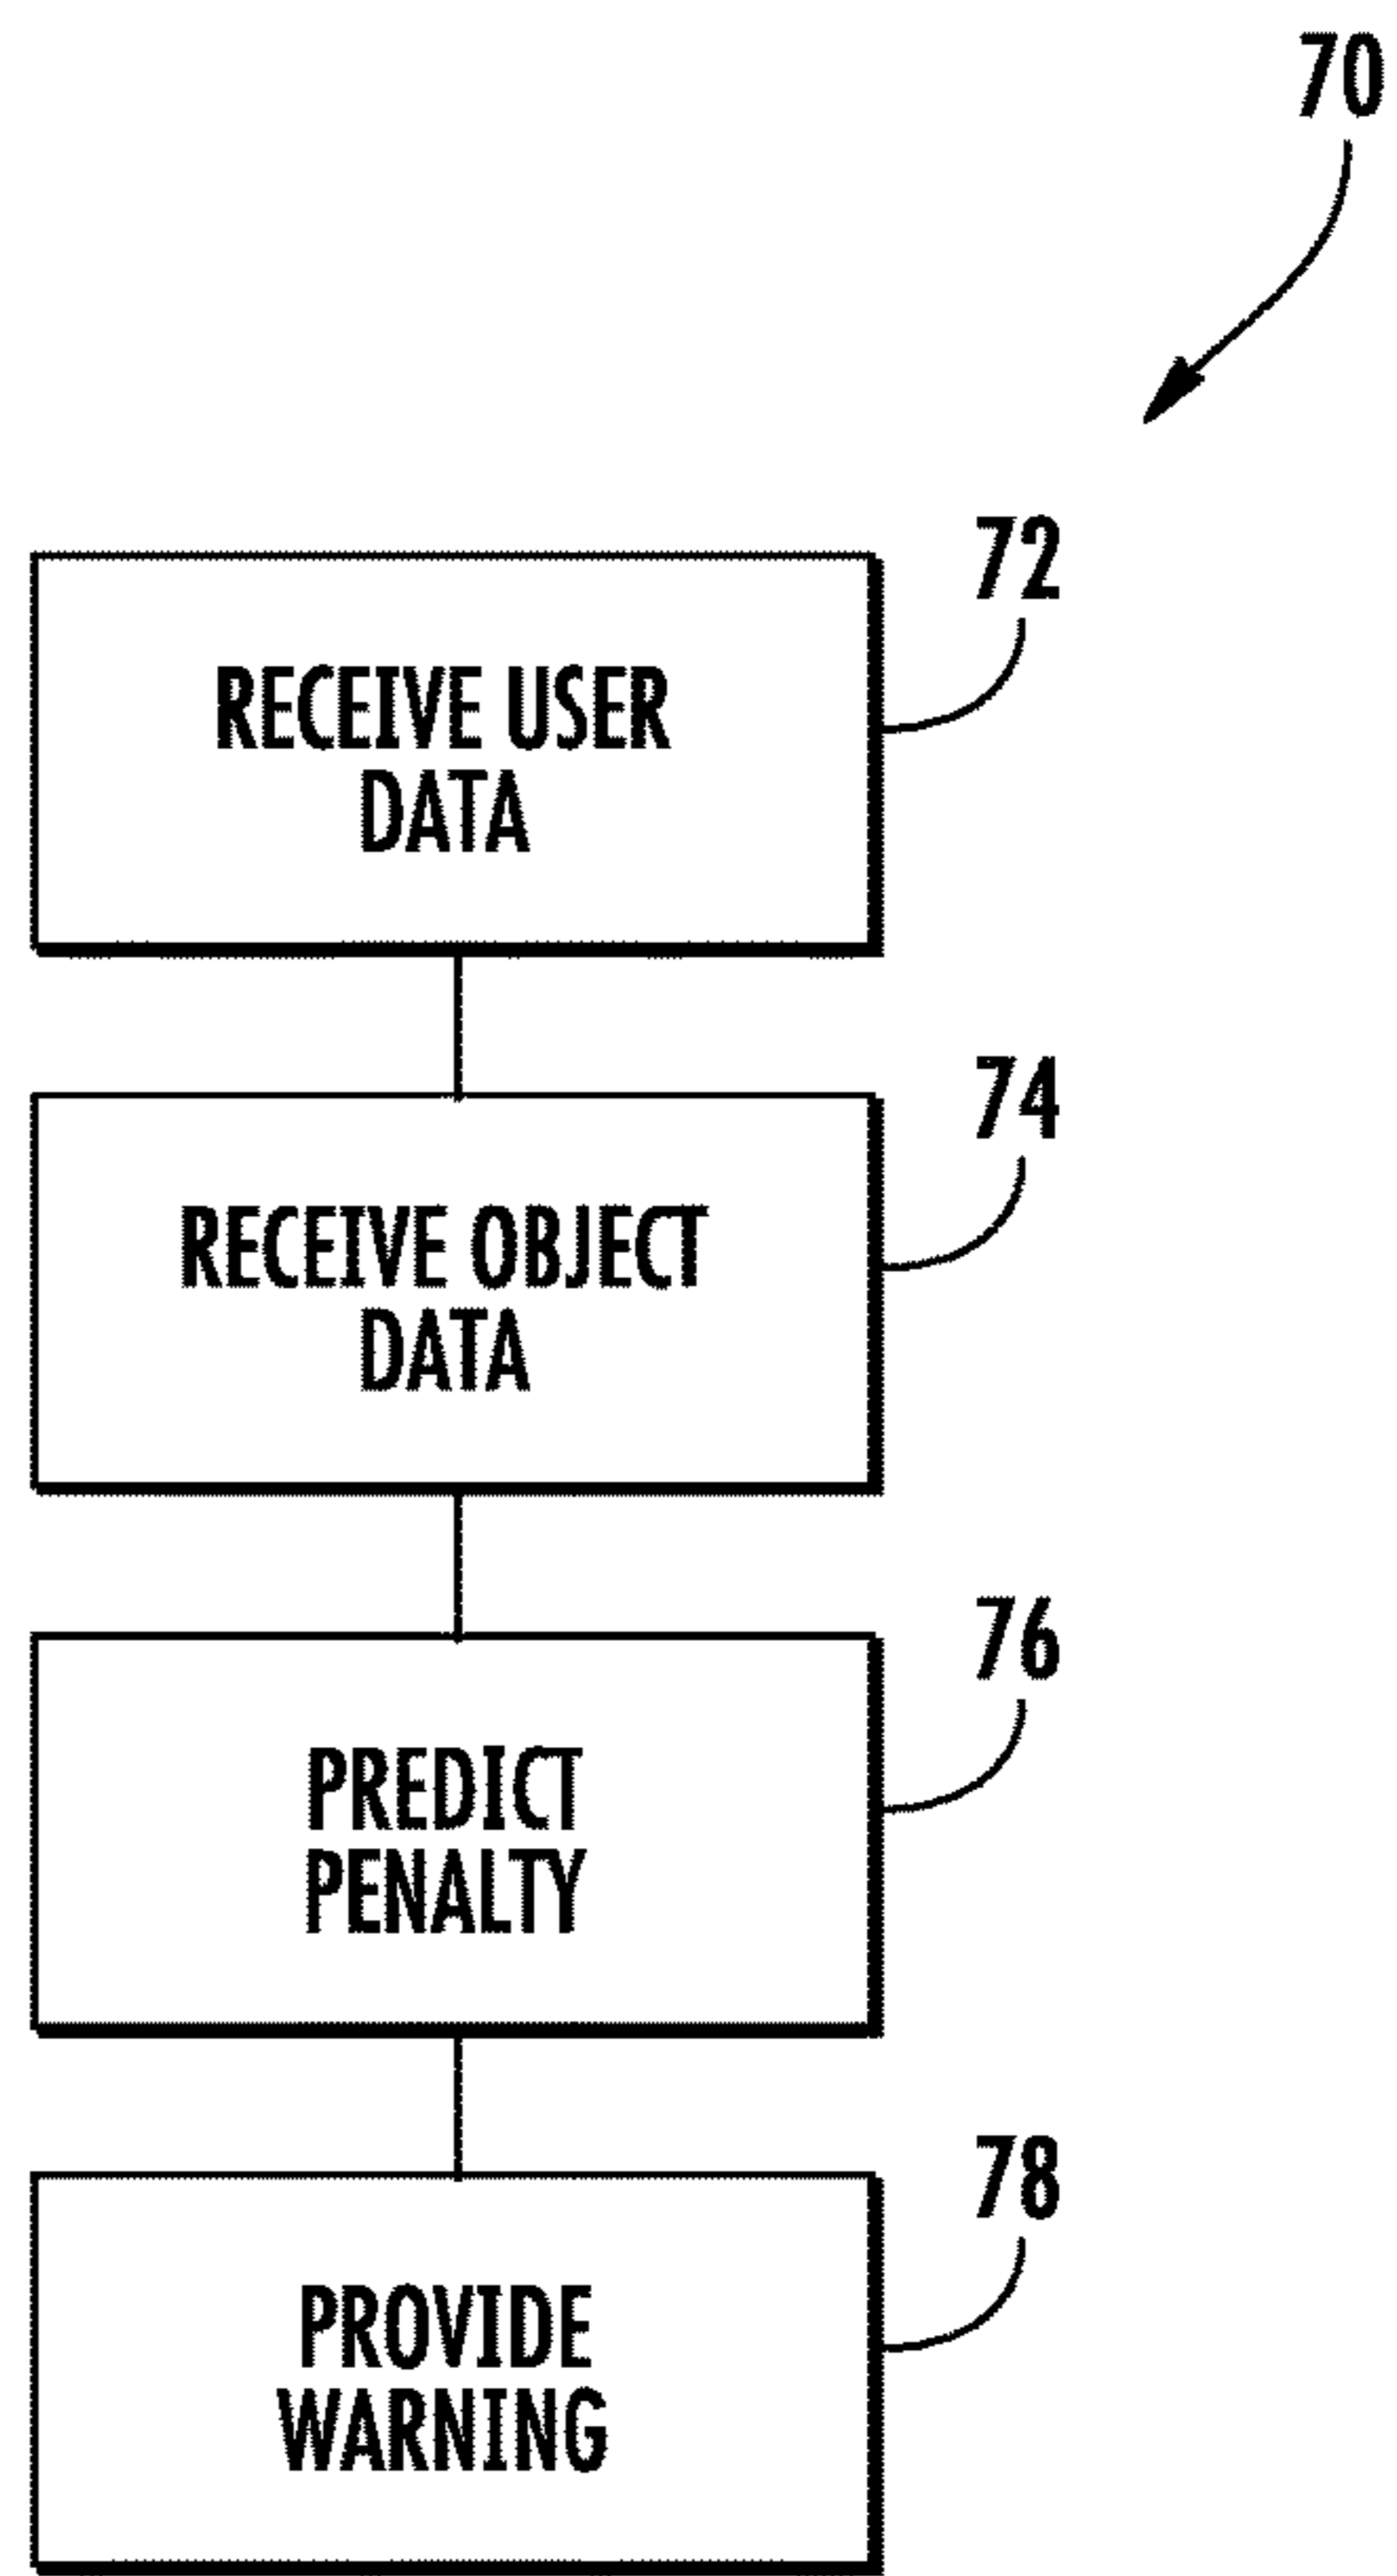 70
72
RECEIVE USER
DATA
74
RECEIVE OBJECT
DATA
76
PREDICT
PENALTY
78
PROVIDE
WARNING